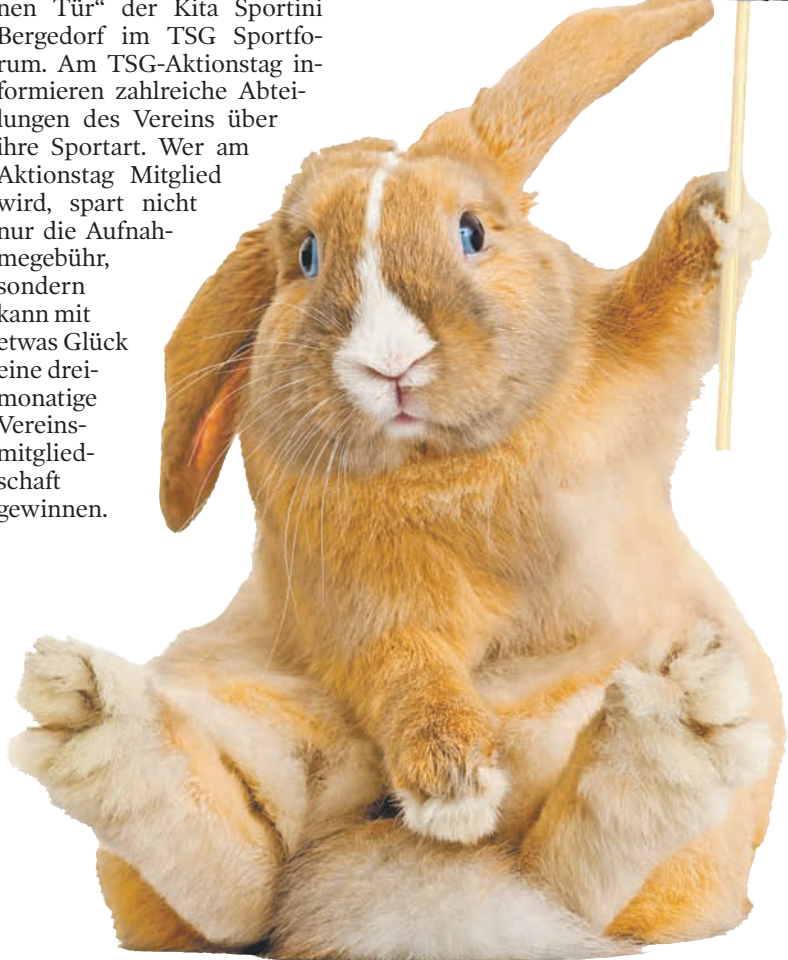 nen Tür“ der Kita Sportini
Bergedorf im TSG Sportfo-
rum. Am TSG-Aktionstag in-
formieren zahlreiche Abtei-
lungen des Vereins über
ihre Sportart. Wer am
Aktionstag Mitglied
wird, spart nicht
nur die Aufnah-
megebühr,
sondern
kann mit
etwas Glück
eine drei-
monatige
Vereins-
mitglied-
schaft
gewinnen.